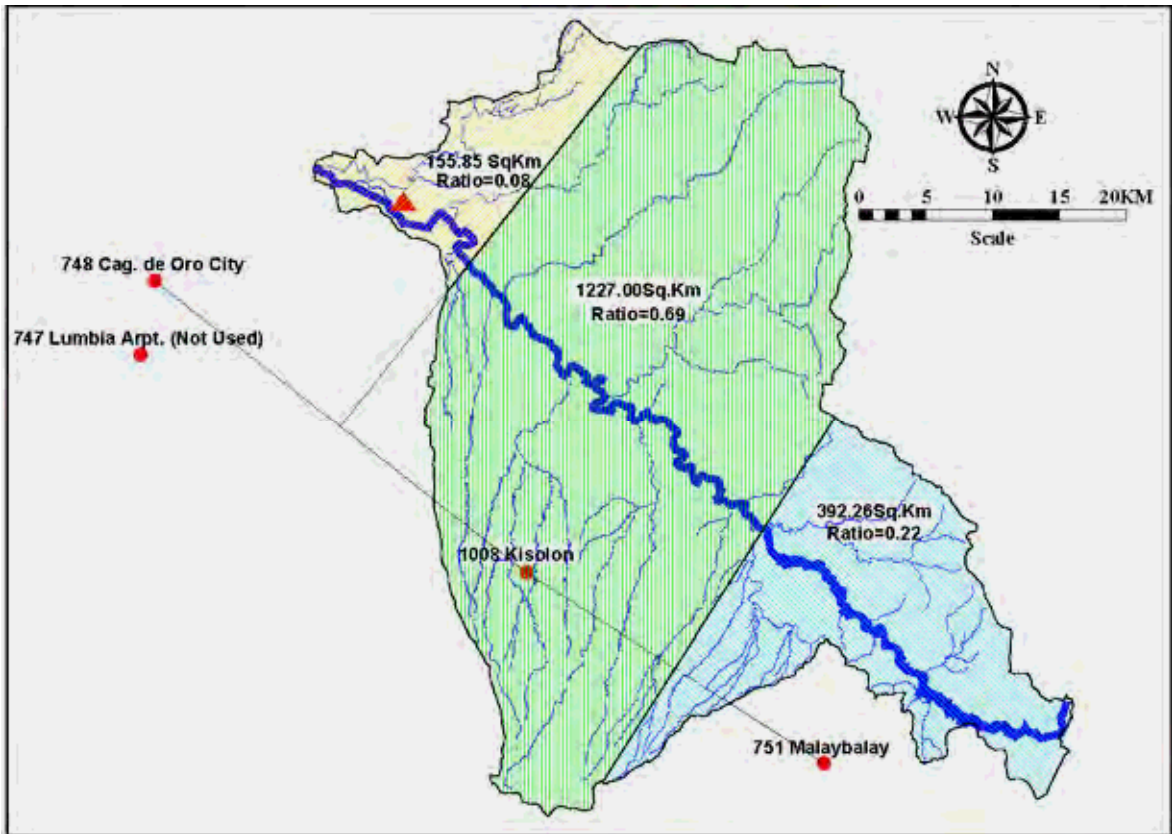 N
W E
S
0 5 10 15 20KM
Scale
155.85 SqKm
Ratio=0.08
748 Cag. de Oro City
747 Lumbia Arpt. (Not Used)
1227.00Sq.Km
Ratio=0.69
392.26Sq.Km
Ratio=0.22
1008 Kisolon
751 Malaybalay